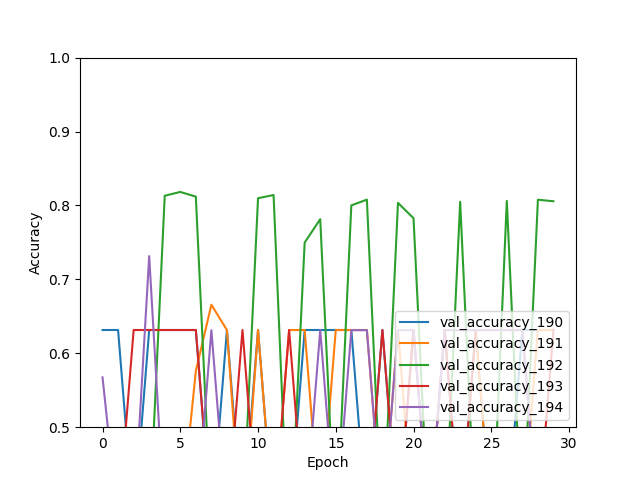 1.0
0.9
0.8
0.7
0.6
0.5
Accuracy
0 5 10 15 20 25 30
Epoch
val_accuracy_190
val_accuracy_191
val_accuracy_192
val_accuracy_193
val_accuracy_194